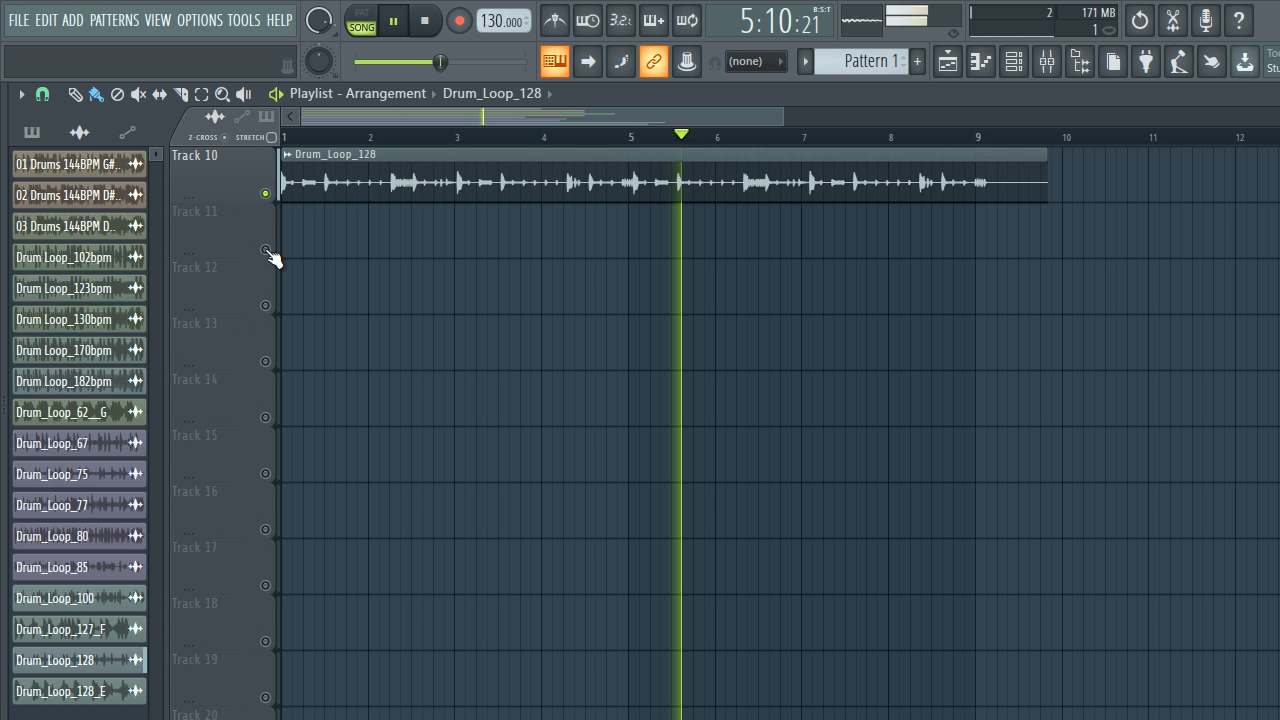 FILE EDIT ADD PATTERNS VIEW OPTIONS TOOLS HELP
PAT
SONG
130.000
3.2
5:10:21
B:S:T
2
171 MB
1
(none)
Pattern 1
+
Playlist - Arrangement › Drum_Loop_128 ›
Z-CROSS STRETCH
1 2 3 4 5 6 7 8 9 10 11 12
01 Drums 144BPM G#..
02 Drums 144BPM D#..
03 Drums 144BPM D..
Drum Loop_102bpm
Drum Loop_123bpm
Drum Loop_130bpm
Drum Loop_170bpm
Drum Loop_182bpm
Drum_Loop_62__G
Drum_Loop_67
Drum_Loop_75
Drum_Loop_77
Drum_Loop_80
Drum_Loop_85
Drum_Loop_100
Drum_Loop_127_F
Drum_Loop_128
Drum_Loop_128_E
Track 10
Drum_Loop_128
Track 11
Track 12
Track 13
Track 14
Track 15
Track 16
Track 17
Track 18
Track 19
Track 20